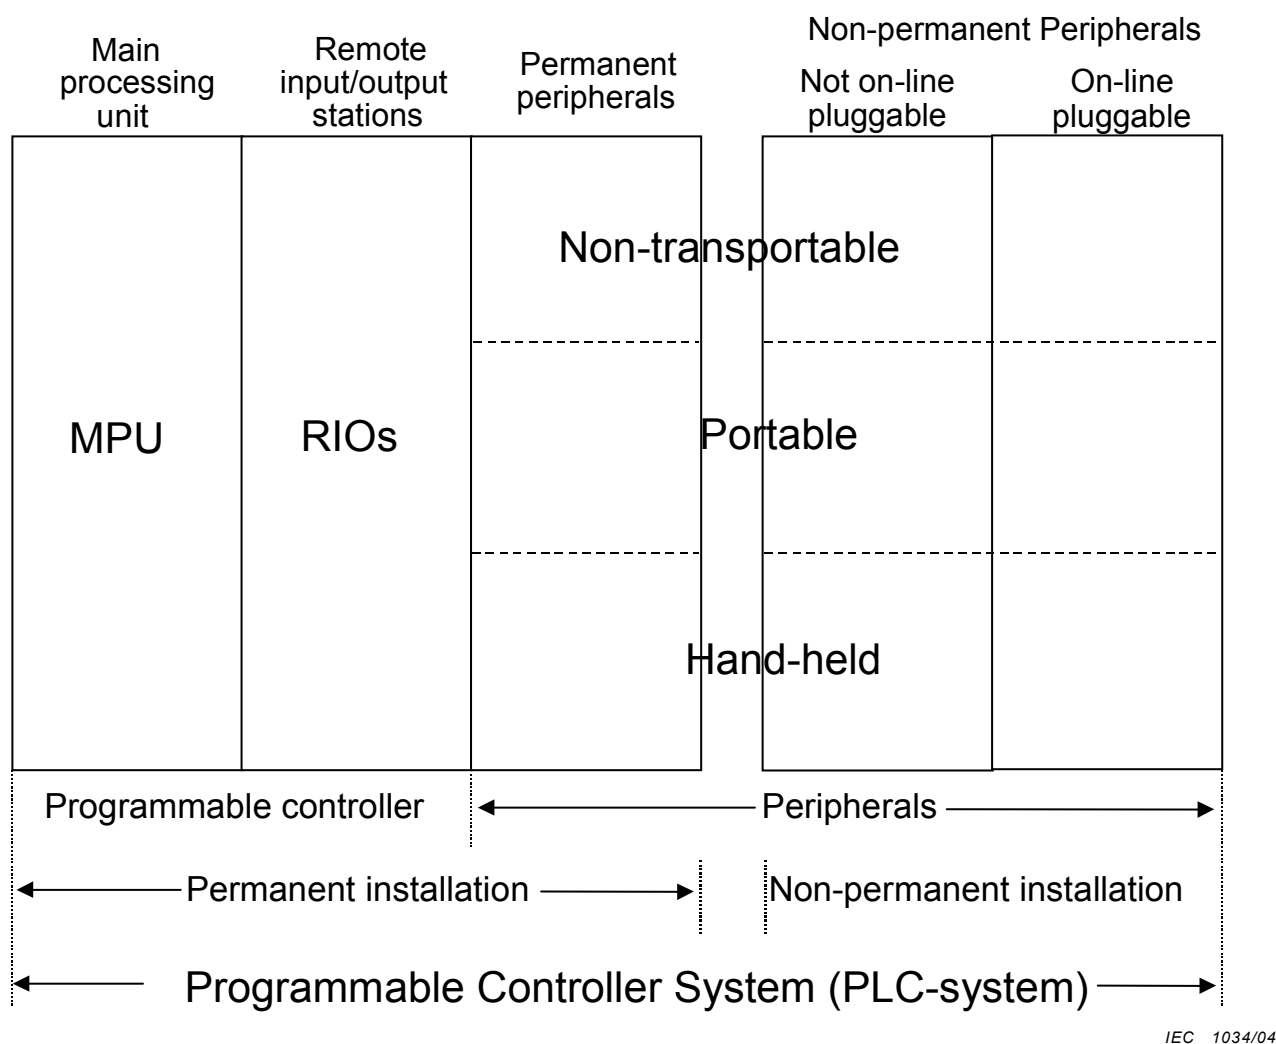 Main
processing
unit
Remote
input/output
stations
Permanent
peripherals
Non-permanent Peripherals
Not on-line
pluggable
On-line
pluggable
Non-transportable
MPU
RIOs
Portable
Hand-held
Programmable controller
Peripherals
Permanent installation
Non-permanent installation
Programmable Controller System (PLC-system)
IEC 1034/04